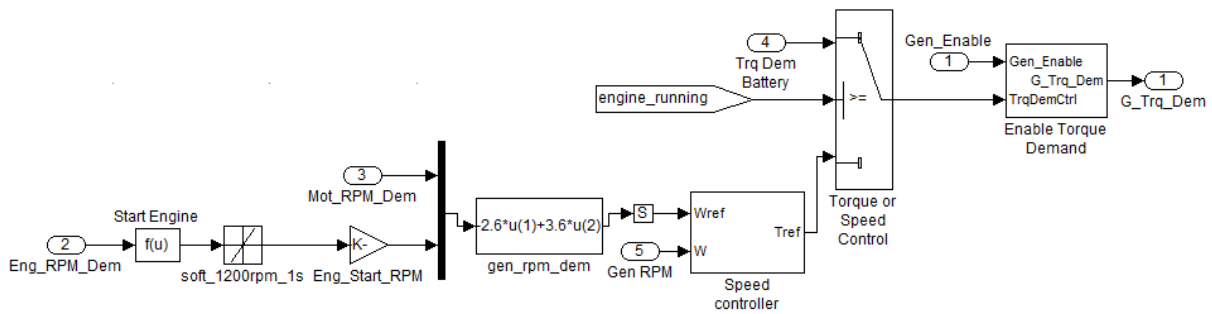 4
Trq Dem
Battery
Gen_Enable
1
Gen_Enable
G_Trq_Dem
TrqDemCtrl
Enable Torque
Demand
1
G_Trq_Dem
engine_running
>=
Torque or
Speed
Control
3
Mot_RPM_Dem
Start Engine
2
Eng_RPM_Dem
f(u)
soft_1200rpm_1s
K-
Eng_Start_RPM
-2.6*u(1)+3.6*u(2)
gen_rpm_dem
S
5
Gen RPM
Wref
Tref
W
Speed
controller